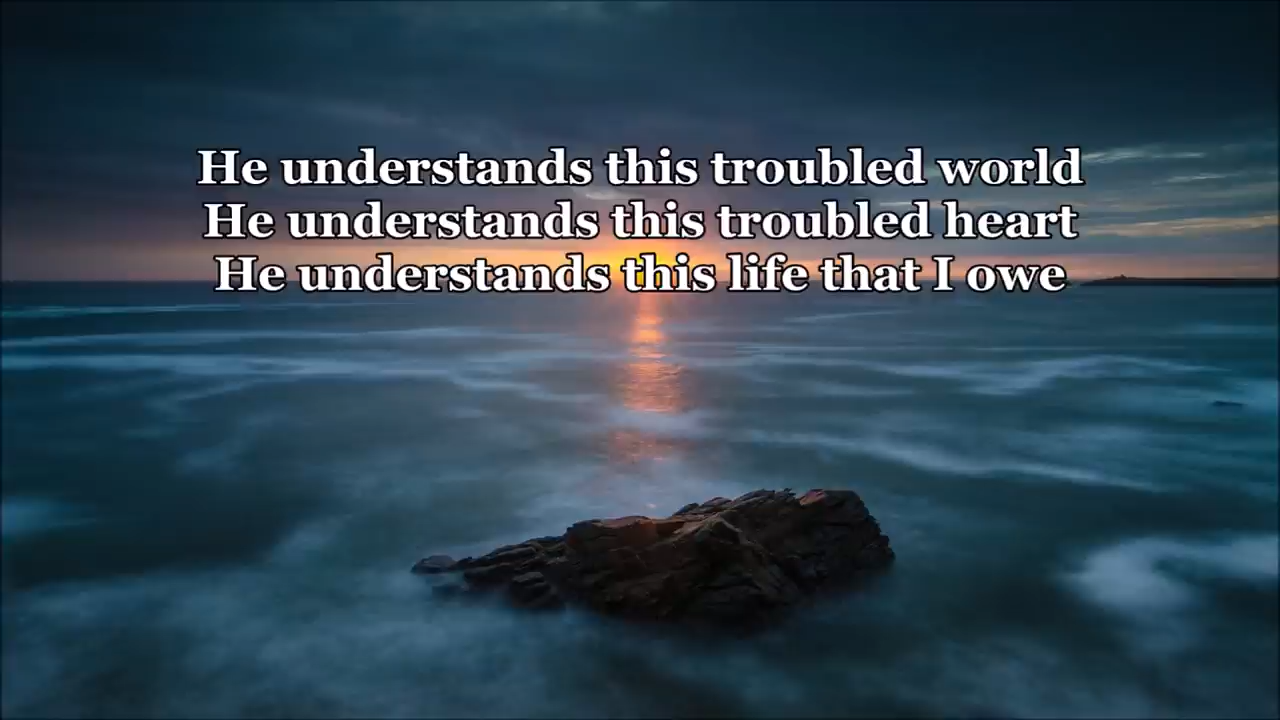 He understands this troubled world
He understands this troubled heart
He understands this life that I owe